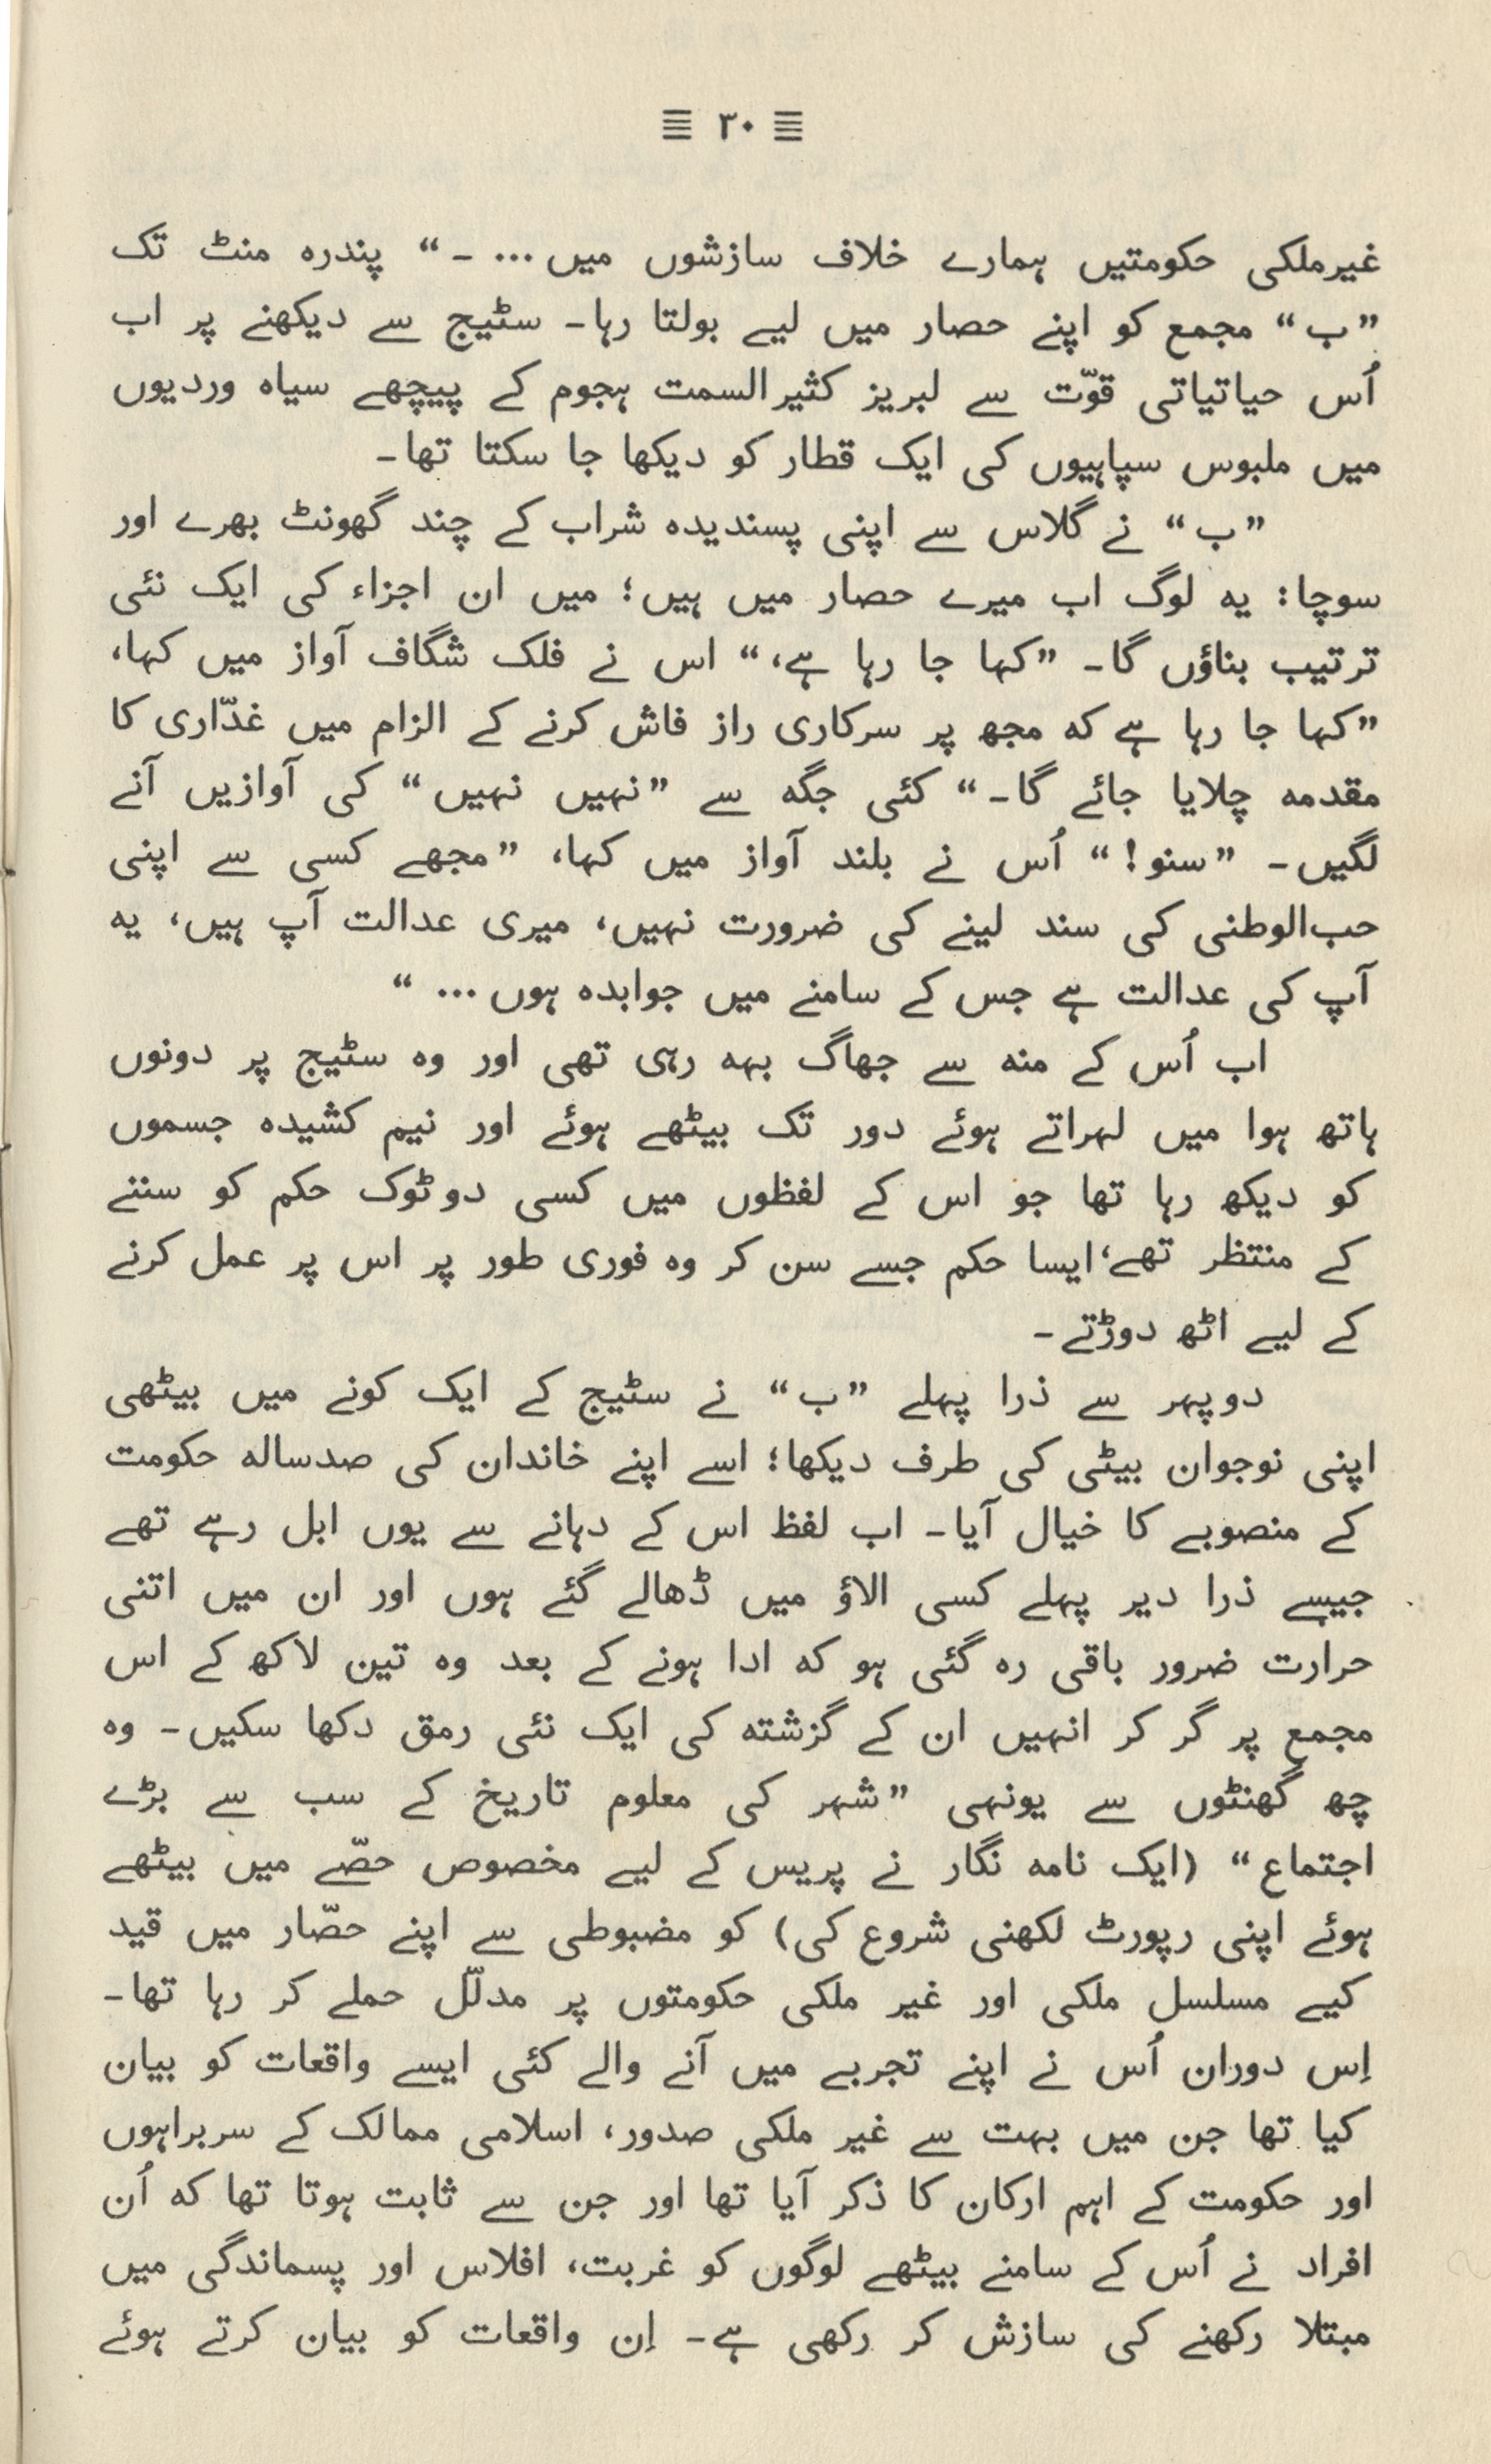 ۳۰
غیرملکی حکومتیں ہمارے خلاف سازشوں میں... ۔“ پندرہ منٹ تک
”ب“ مجمع کو اپنے حصار میں لیے بولتا رہا۔ سٹیج سے دیکھنے پر اب
اُس حیاتیاتی قوّت سے لبریز کثیرالسمت ہجوم کے پیچھے سیاہ وردیوں
میں ملبوس سپاہیوں کی ایک قطار کو دیکھا جا سکتا تھا۔
”ب“ نے گلاس سے اپنی پسندیدہ شراب کے چند گھونٹ بھرے اور
سوچا: یہ لوگ اب میرے حصار میں ہیں؛ میں ان اجزاء کی ایک نئی
ترتیب بناؤں گا۔ ”کہا جا رہا ہے،“ اس نے فلک شگاف آواز میں کہا،
”کہا جا رہا ہے کہ مجھ پر سرکاری راز فاش کرنے کے الزام میں غدّاری کا
مقدمہ چلایا جائے گا۔“ کئی جگہ سے ”نہیں نہیں“ کی آوازیں آنے
لگیں۔ ”سنو!“ اُس نے بلند آواز میں کہا، ”مجھے کسی سے اپنی
حب‌الوطنی کی سند لینے کی ضرورت نہیں، میری عدالت آپ ہیں، یہ
آپ کی عدالت ہے جس کے سامنے میں جوابدہ ہوں ... “
اب اُس کے منہ سے جھاگ بہہ رہی تھی اور وہ سٹیج پر دونوں
ہاتھ ہوا میں لہراتے ہوئے دور تک بیٹھے ہوئے اور نیم کشیدہ جسموں
کو دیکھ رہا تھا جو اس کے لفظوں میں کسی دوٹوک حکم کو سننے
کے منتظر تھے، ایسا حکم جسے سن کر وہ فوری طور پر اس پر عمل کرنے
کے لیے اٹھ دوڑتے۔
دوپہر سے ذرا پہلے ”ب“ نے سٹیج کے ایک کونے میں بیٹھی
اپنی نوجوان بیٹی کی طرف دیکھا؛ اسے اپنے خاندان کی صدسالہ حکومت
کے منصوبے کا خیال آیا۔ اب لفظ اس کے دہانے سے یوں ابل رہے تھے
جیسے ذرا دیر پہلے کسی الاؤ میں ڈھالے گئے ہوں اور ان میں اتنی
حرارت ضرور باقی رہ گئی ہو کہ ادا ہونے کے بعد وہ تین لاکھ کے اس
مجمع پر گر کر انہیں ان کے گزشتہ کی ایک نئی رمق دکھا سکیں۔ وہ
چھ گھنٹوں سے یونہی ”شہر کی معلوم تاریخ کے سب سے بڑے
اجتماع“ (ایک نامہ نگار نے پریس کے لیے مخصوص حصّے میں بیٹھے
ہوئے اپنی رپورٹ لکھنی شروع کی) کو مضبوطی سے اپنے حصّار میں قید
کیے مسلسل ملکی اور غیر ملکی حکومتوں پر مدلّل حملے کر رہا تھا۔
اِس دوران اُس نے اپنے تجربے میں آنے والے کئی ایسے واقعات کو بیان
کیا تھا جن میں بہت سے غیر ملکی صدور، اسلامی ممالک کے سربراہوں
اور حکومت کے اہم ارکان کا ذکر آیا تھا اور جن سے ثابت ہوتا تھا کہ اُن
افراد نے اُس کے سامنے بیٹھے لوگوں کو غربت، افلاس اور پسماندگی میں
مبتلا رکھنے کی سازش کر رکھی ہے۔ اِن واقعات کو بیان کرتے ہوئے